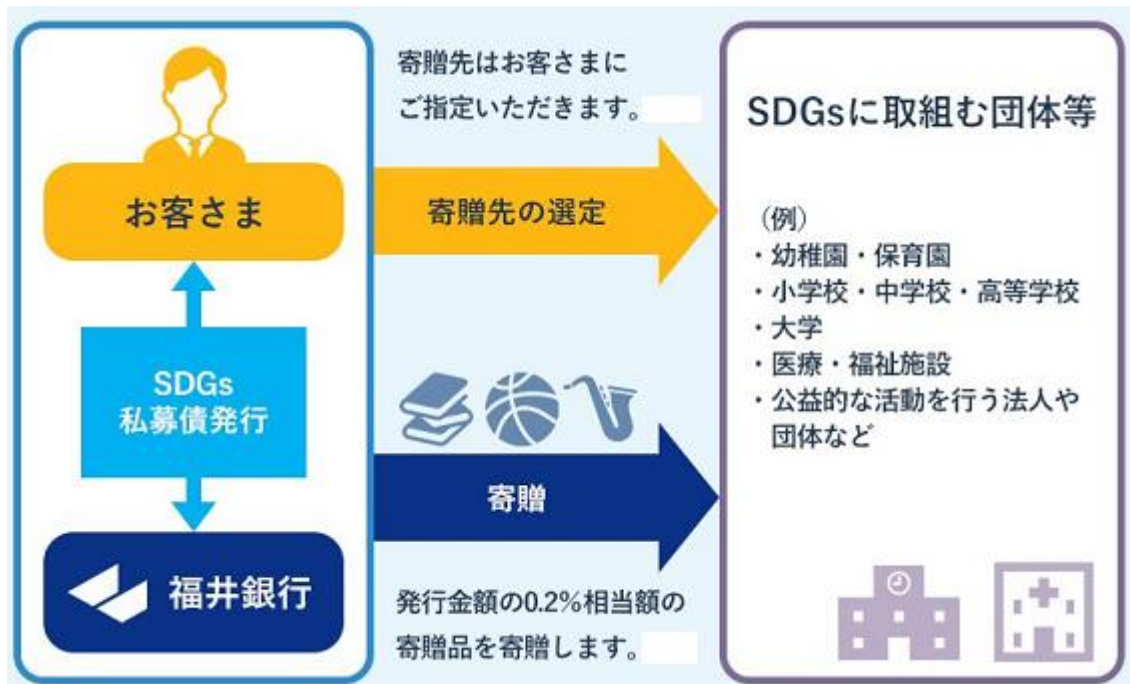 お客さま
SDGs
私募債発行
福井銀行
寄贈先はお客さまに
ご指定いただきます。
寄贈先の選定
寄贈
発行金額の0.2%相当額の
寄贈品を寄贈します。
SDGsに取組む団体等
（例）
・幼稚園・保育園
・小学校・中学校・高等学校
・大学
・医療・福祉施設
・公益的な活動を行う法人や
団体など